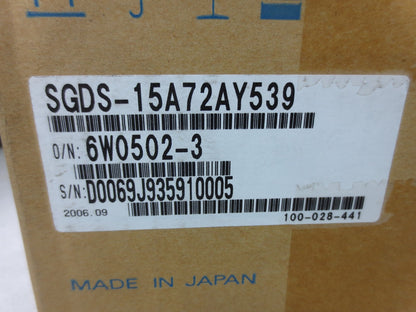 SGDS-15A72AY539
O/N: 6W0502-3
S/N: D0069J935910005
2006.09
100-028-441
MADE IN JAPAN